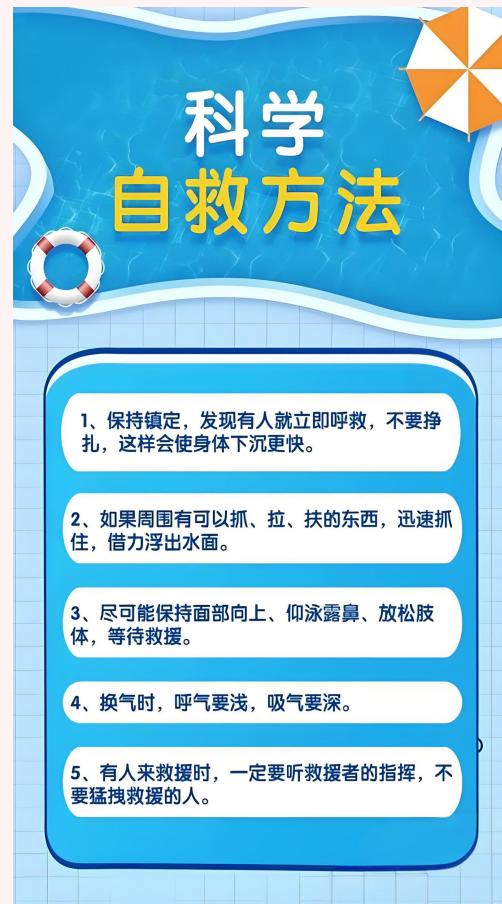 科学
自救方法
1、保持镇定，发现有人就立即呼救，不要挣
扎，这样会使身体下沉更快。
2、如果周围有可以抓、拉、扶的东西，迅速抓
住，借力浮出水面。
3、尽可能保持面部向上、仰泳露鼻、放松肢
体，等待救援。
4、换气时，呼气要浅，吸气要深。
5、有人来救援时，一定要听救援者的指挥，不
要猛拽救援的人。